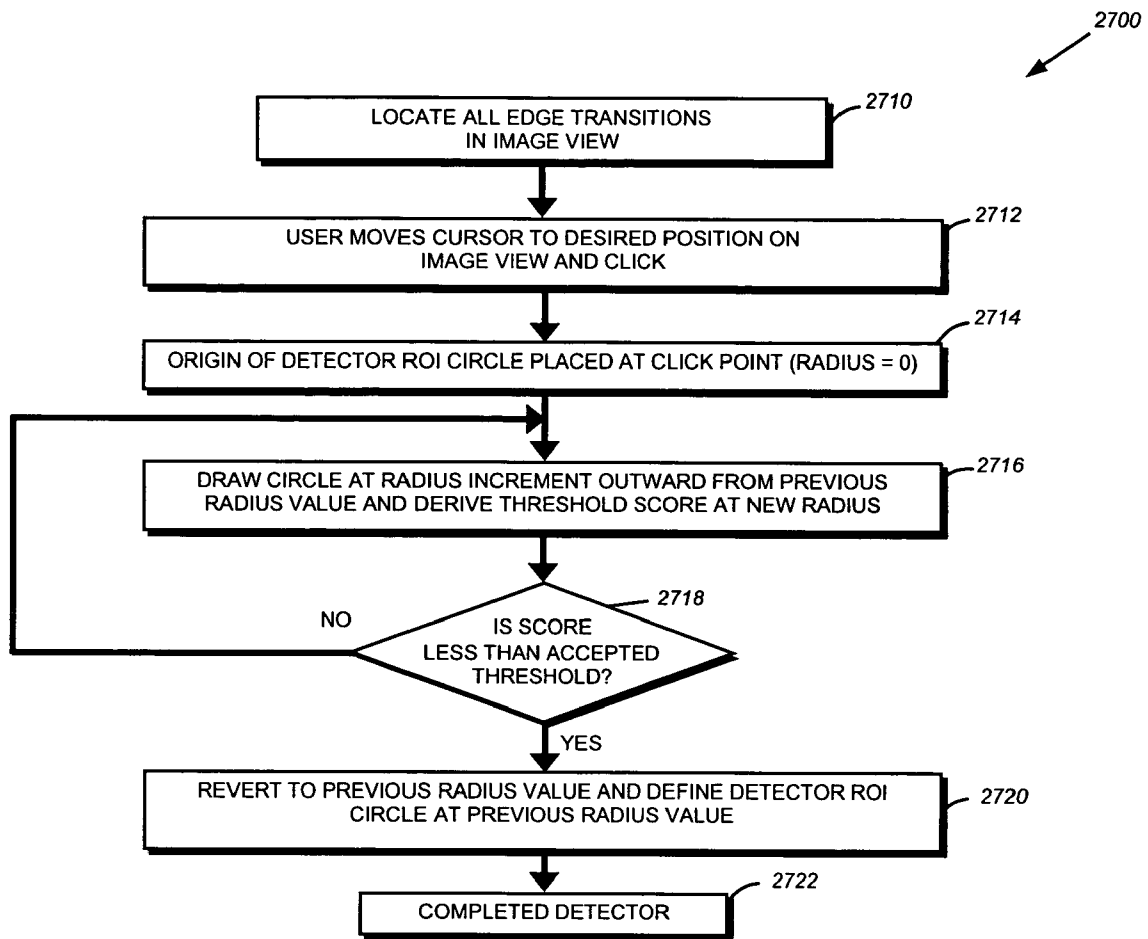 2700
LOCATE ALL EDGE TRANSITIONS
IN IMAGE VIEW
2710
USER MOVES CURSOR TO DESIRED POSITION ON
IMAGE VIEW AND CLICK
2712
ORIGIN OF DETECTOR ROI CIRCLE PLACED AT CLICK POINT (RADIUS = 0)
2714
DRAW CIRCLE AT RADIUS INCREMENT OUTWARD FROM PREVIOUS
RADIUS VALUE AND DERIVE THRESHOLD SCORE AT NEW RADIUS
2716
IS SCORE
LESS THAN ACCEPTED
THRESHOLD?
2718
NO
YES
REVERT TO PREVIOUS RADIUS VALUE AND DEFINE DETECTOR ROI
CIRCLE AT PREVIOUS RADIUS VALUE
2720
COMPLETED DETECTOR
2722